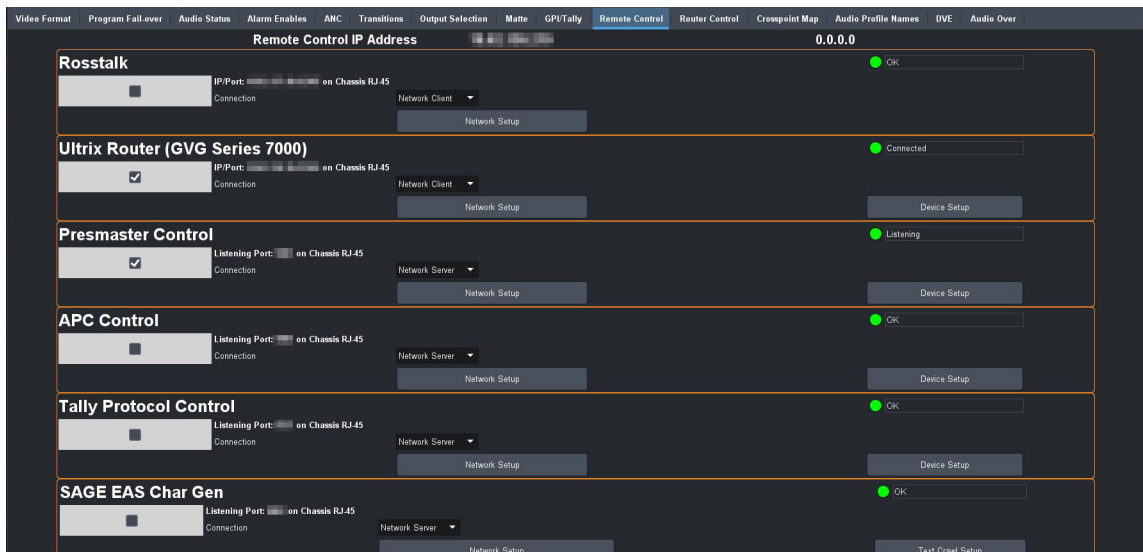 Video Format Program Fail-over Audio Status Alarm Enables ANC Transitions Output Selection Matte GPI/Tally Remote Control Router Control Crosspoint Map Audio Profile Names DVE Audio Over
Remote Control IP Address 0.0.0.0
Rosstalk OK
IP/Port: on Chassis RJ-45
Connection Network Client
Network Setup
Ultrix Router (GVG Series 7000) Connected
IP/Port: on Chassis RJ-45
Connection Network Client
Network Setup Device Setup
Presmaster Control Listening
Listening Port: on Chassis RJ-45
Connection Network Server
Network Setup Device Setup
APC Control OK
Listening Port: on Chassis RJ-45
Connection Network Server
Network Setup Device Setup
Tally Protocol Control OK
Listening Port: on Chassis RJ-45
Connection Network Server
Network Setup Device Setup
SAGE EAS Char Gen OK
Listening Port: on Chassis RJ-45
Connection Network Server
Network Setup Text Crawl Setup